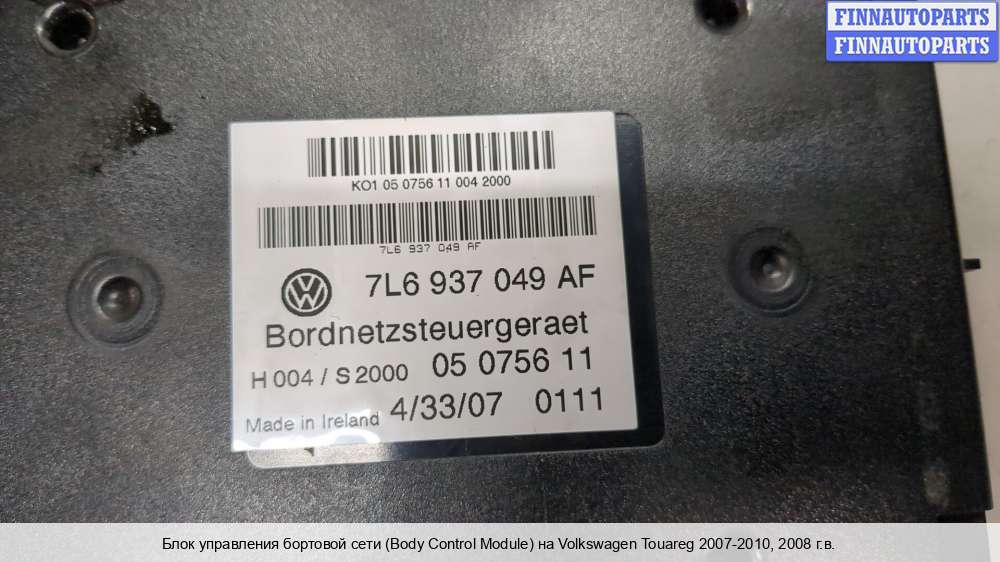 FINNAUTOPARTS
FINNAUTOPARTS
KO1 05 0756 11 004 2000
7L6 937 049 AF
7L6 937 049 AF
Bordnetzsteuergeraet
H 004 / S 2000 05 0756 11
Made in Ireland 4/33/07 0111
Блок управления бортовой сети (Body Control Module) на Volkswagen Touareg 2007-2010, 2008 г.в.